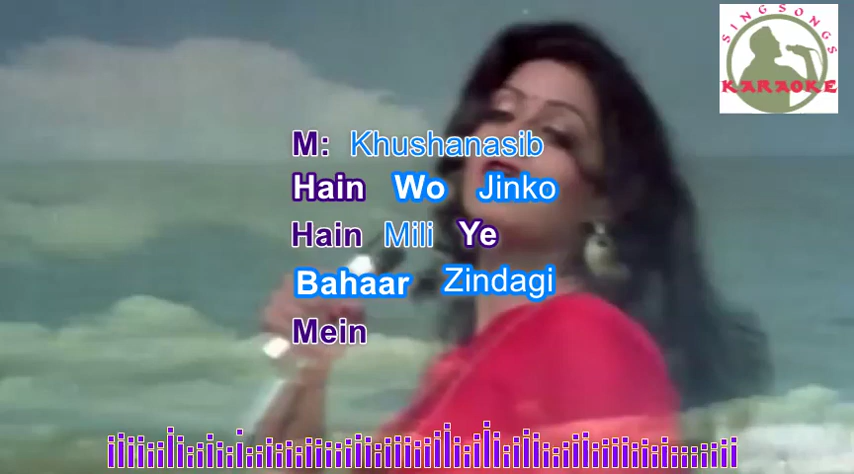 SING SONGS
KARAOKE
M: Khushanasib
Hain Wo Jinko
Hain Mili Ye
Bahaar Zindagi
Mein